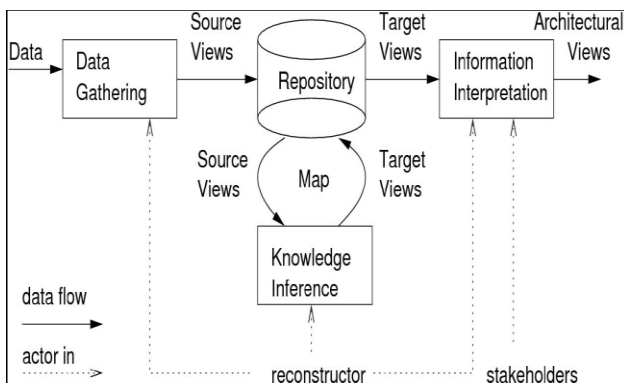 Data
Data
Gathering
Source
Views
Repository
Target
Views
Information
Interpretation
Architectural
Views
Source
Views
Map
Target
Views
Knowledge
Inference
data flow
actor in
reconstructor
stakeholders